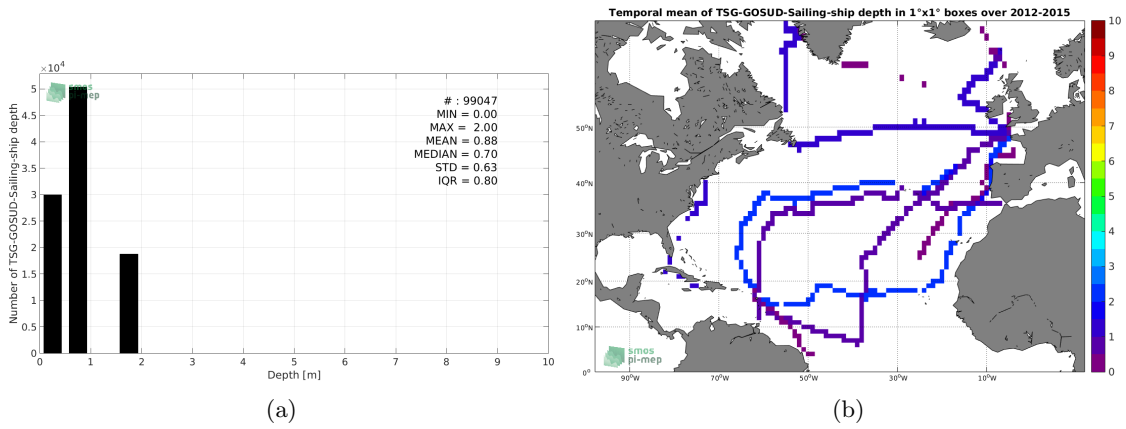 Temporal mean of TSG-GOSUD-Sailing-ship depth in 1°x1° boxes over 2012-2015
×10⁴
5
4.5
4
3.5
3
2.5
2
1.5
1
0.5
0
Number of TSG-GOSUD-Sailing-ship depth
smos
pi-mep
# : 99047
MIN = 0.00
MAX = 2.00
MEAN = 0.88
MEDIAN = 0.70
STD = 0.63
IQR = 0.80
0 1 2 3 4 5 6 7 8 9 10
Depth [m]
50°N
40°N
30°N
20°N
10°N
0°
smos
pi-mep
90°W 70°W 50°W 30°W 10°W
10
9
8
7
6
5
4
3
2
1
0
(a)
(b)